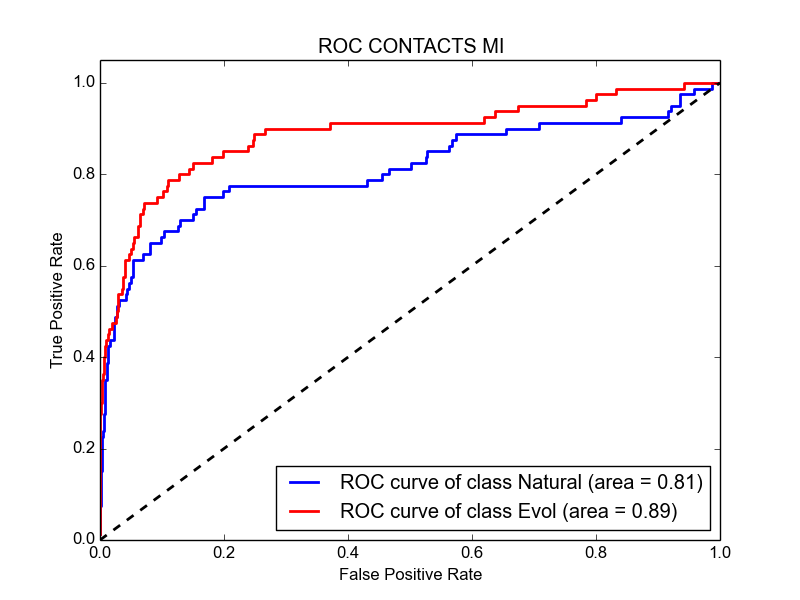 ROC CONTACTS MI
1.0
0.8
0.6
0.4
0.2
0.0
True Positive Rate
ROC curve of class Natural (area = 0.81)
ROC curve of class Evol (area = 0.89)
0.0 0.2 0.4 0.6 0.8 1.0
False Positive Rate